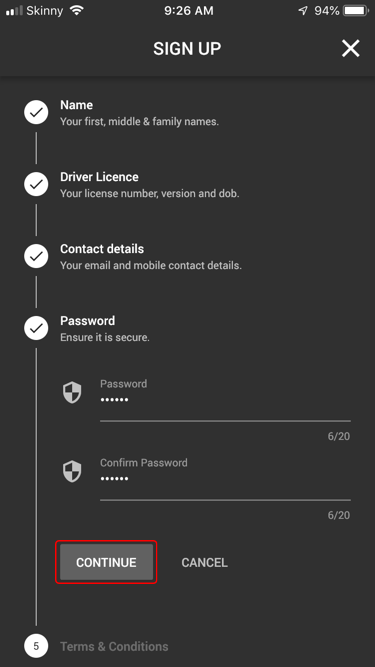 Skinny 9:26 AM 94%
SIGN UP
Name
Your first, middle & family names.
Driver Licence
Your license number, version and dob.
Contact details
Your email and mobile contact details.
Password
Ensure it is secure.
Password
••••••
6/20
Confirm Password
••••••
6/20
CONTINUE CANCEL
5 Terms & Conditions